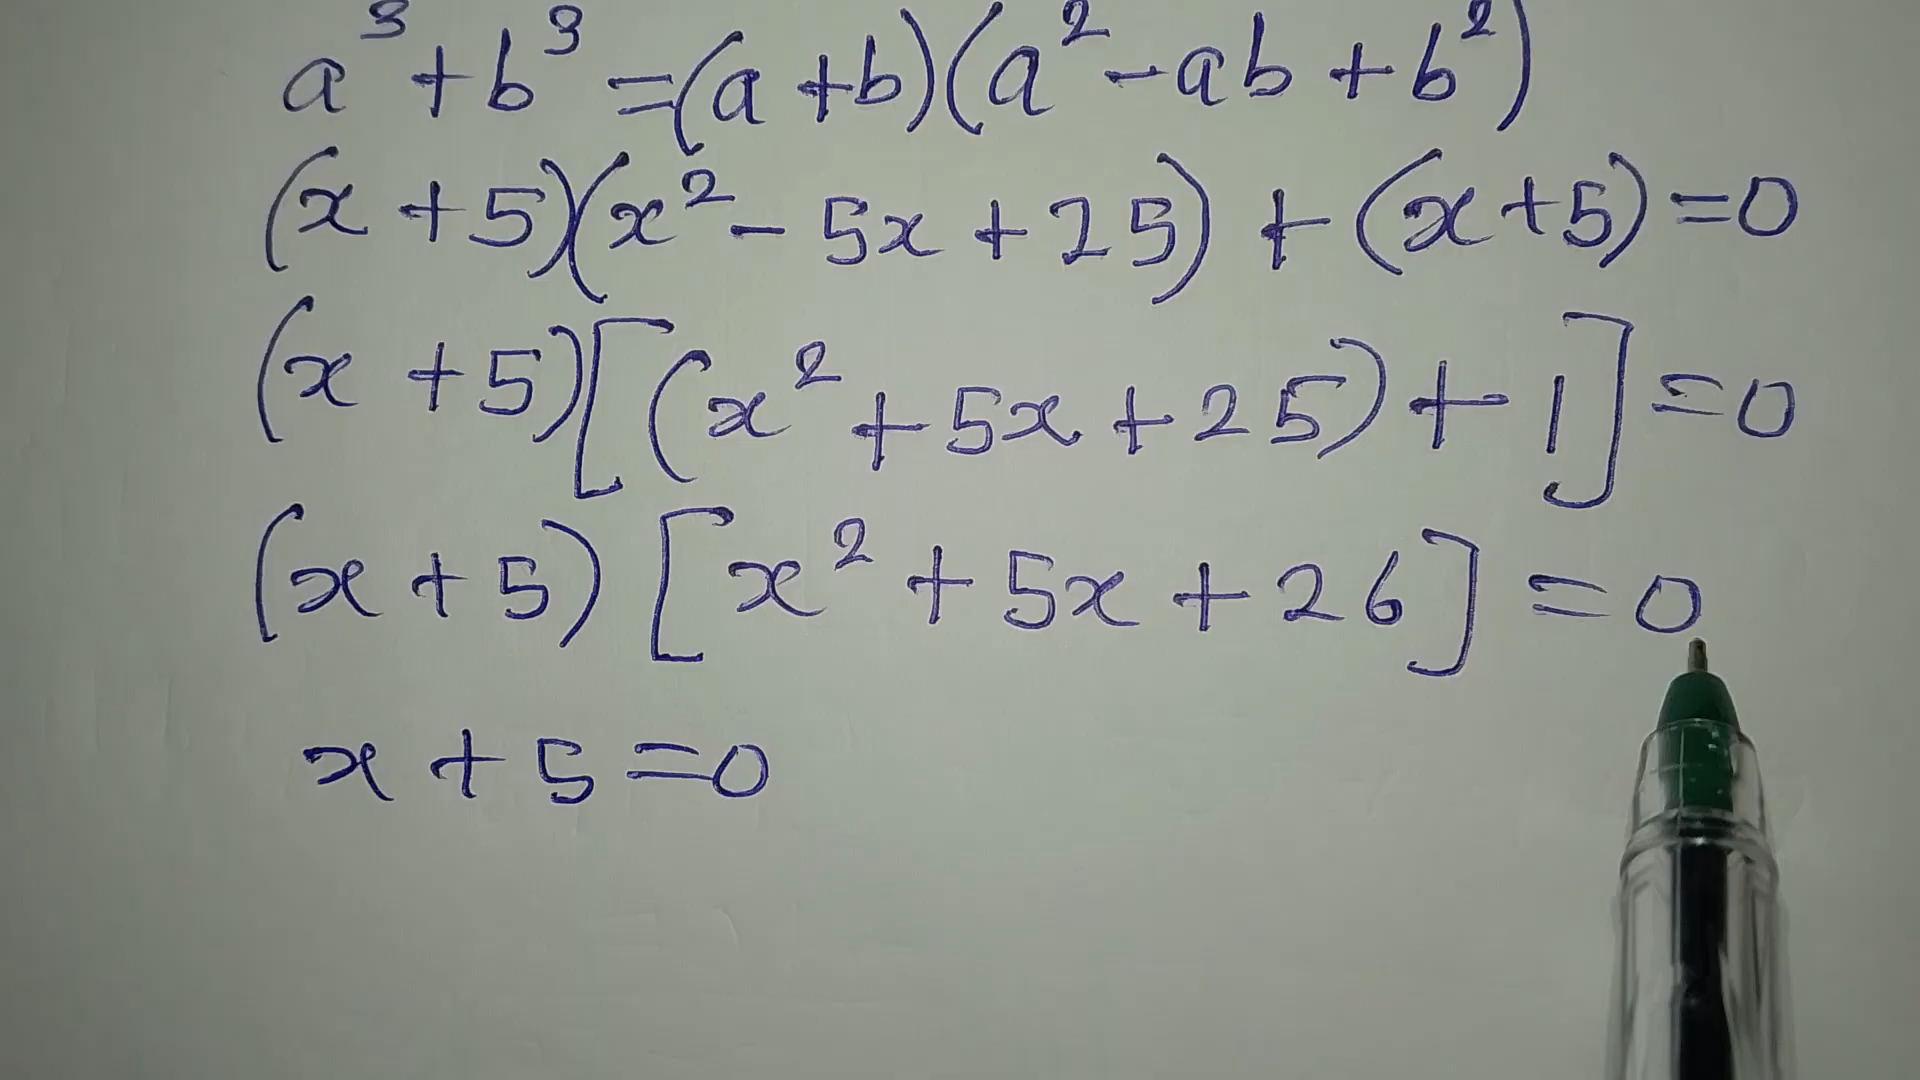 a³ + b³ = (a + b)(a² - ab + b²)
(x + 5)(x² - 5x + 25) + (x + 5) = 0
(x + 5)[(x² + 5x + 25) + 1] = 0
(x + 5)[x² + 5x + 26] = 0
x + 5 = 0